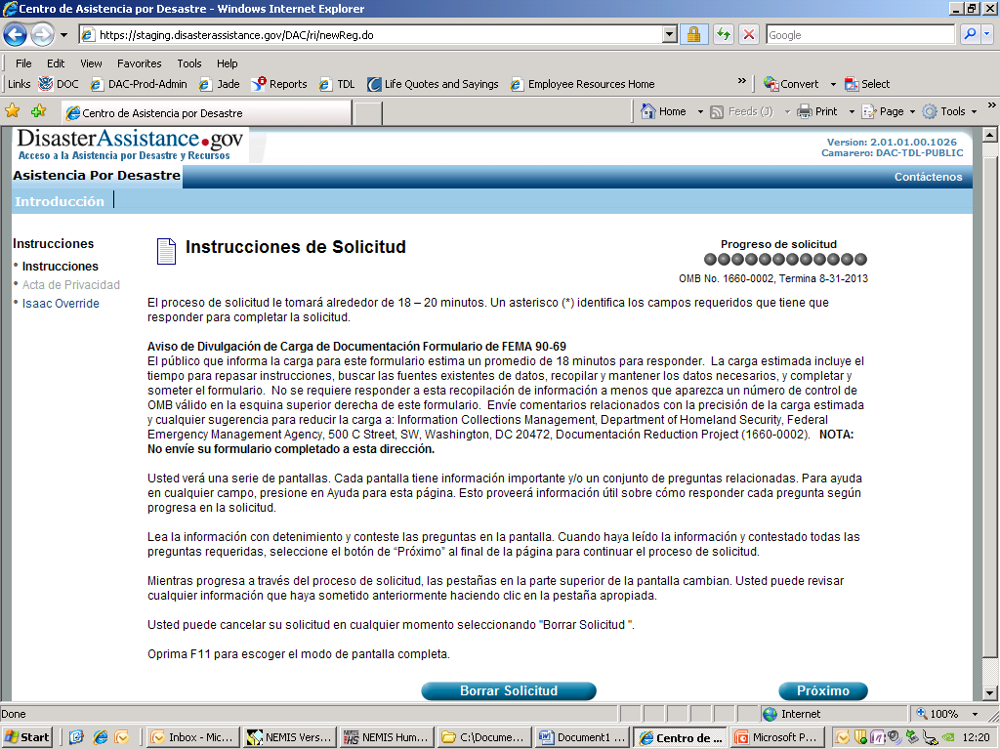 Centro de Asistencia por Desastre - Windows Internet Explorer
https://staging.disasterassistance.gov/DAC/ri/newReg.do
Google
File Edit View Favorites Tools Help
Links DOC DAC-Prod-Admin Jade Reports TDL Life Quotes and Sayings Employee Resources Home » Convert Select
Centro de Asistencia por Desastre Home Feeds (J) Print Page Tools »
DisasterAssistance.gov
Acceso a la Asistencia por Desastre y Recursos
Version: 2.01.01.00.1026
Camarero: DAC-TDL-PUBLIC
Asistencia Por Desastre Contáctenos
Introducción
Instrucciones
• Instrucciones
• Acta de Privacidad
• Isaac Override
Instrucciones de Solicitud
Progreso de solicitud
OMB No. 1660-0002, Termina 8-31-2013
El proceso de solicitud le tomará alrededor de 18 – 20 minutos. Un asterisco (*) identifica los campos requeridos que tiene que
responder para completar la solicitud.
Aviso de Divulgación de Carga de Documentación Formulario de FEMA 90-69
El público que informa la carga para este formulario estima un promedio de 18 minutos para responder. La carga estimada incluye el
tiempo para repasar instrucciones, buscar las fuentes existentes de datos, recopilar y mantener los datos necesarios, y completar y
someter el formulario. No se requiere responder a esta recopilación de información a menos que aparezca un número de control de
OMB válido en la esquina superior derecha de este formulario. Envíe comentarios relacionados con la precisión de la carga estimada
y cualquier sugerencia para reducir la carga a: Information Collections Management, Department of Homeland Security, Federal
Emergency Management Agency, 500 C Street, SW, Washington, DC 20472, Documentación Reduction Project (1660-0002). NOTA:
No envíe su formulario completado a esta dirección.
Usted verá una serie de pantallas. Cada pantalla tiene información importante y/o un conjunto de preguntas relacionadas. Para ayuda
en cualquier campo, presione en Ayuda para esta página. Esto proveerá información útil sobre cómo responder cada pregunta según
progresa en la solicitud.
Lea la información con detenimiento y conteste las preguntas en la pantalla. Cuando haya leído la información y contestado todas las
preguntas requeridas, seleccione el botón de “Próximo” al final de la página para continuar el proceso de solicitud.
Mientras progresa a través del proceso de solicitud, las pestañas en la parte superior de la pantalla cambian. Usted puede revisar
cualquier información que haya sometido anteriormente haciendo clic en la pestaña apropiada.
Usted puede cancelar su solicitud en cualquier momento seleccionando "Borrar Solicitud ".
Oprima F11 para escoger el modo de pantalla completa.
Borrar Solicitud Próximo
Done Internet 100%
Start Inbox - Mic... NEMIS Vers... NEMIS Hum... C:\Docume... Document1 ... Centro de ... Microsoft P... 12:20